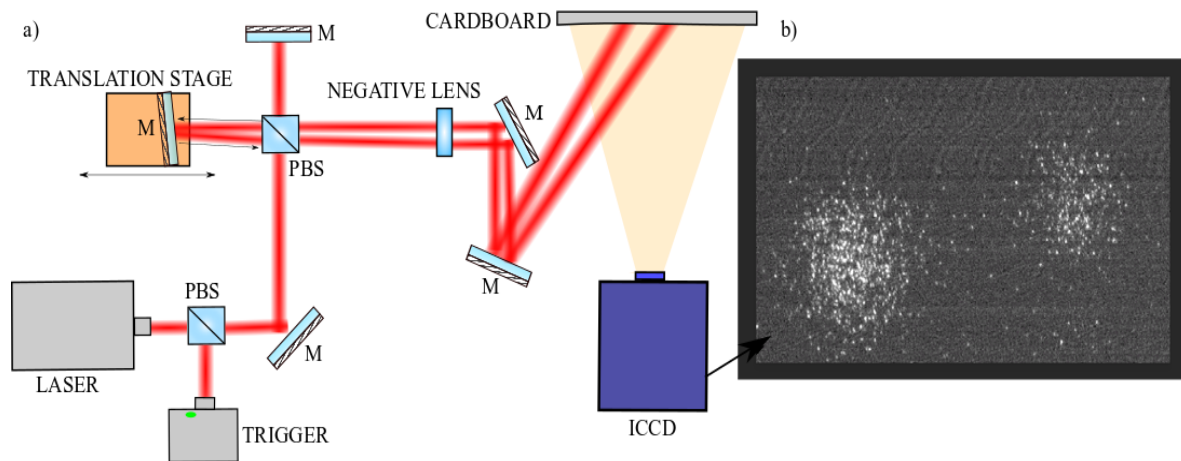 a)
M
CARDBOARD
b)
TRANSLATION STAGE
M
NEGATIVE LENS
M
PBS
M
PBS
M
LASER
TRIGGER
ICCD